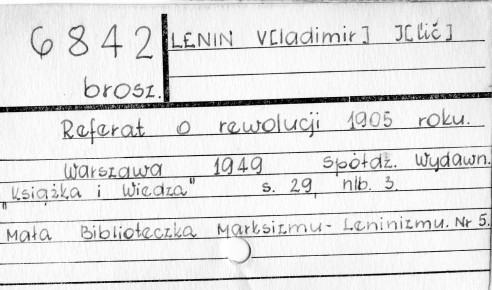 6842 LENIN V[ladimir] J[lić]
brosz.
Referat o rewolucji 1905 roku.
Warszawa 1949 Spółdz. Wydawn.
"Książka i Wiedza" s. 29, nlb. 3.
Mała Biblioteczka Marksizmu-Leninizmu. Nr 5.